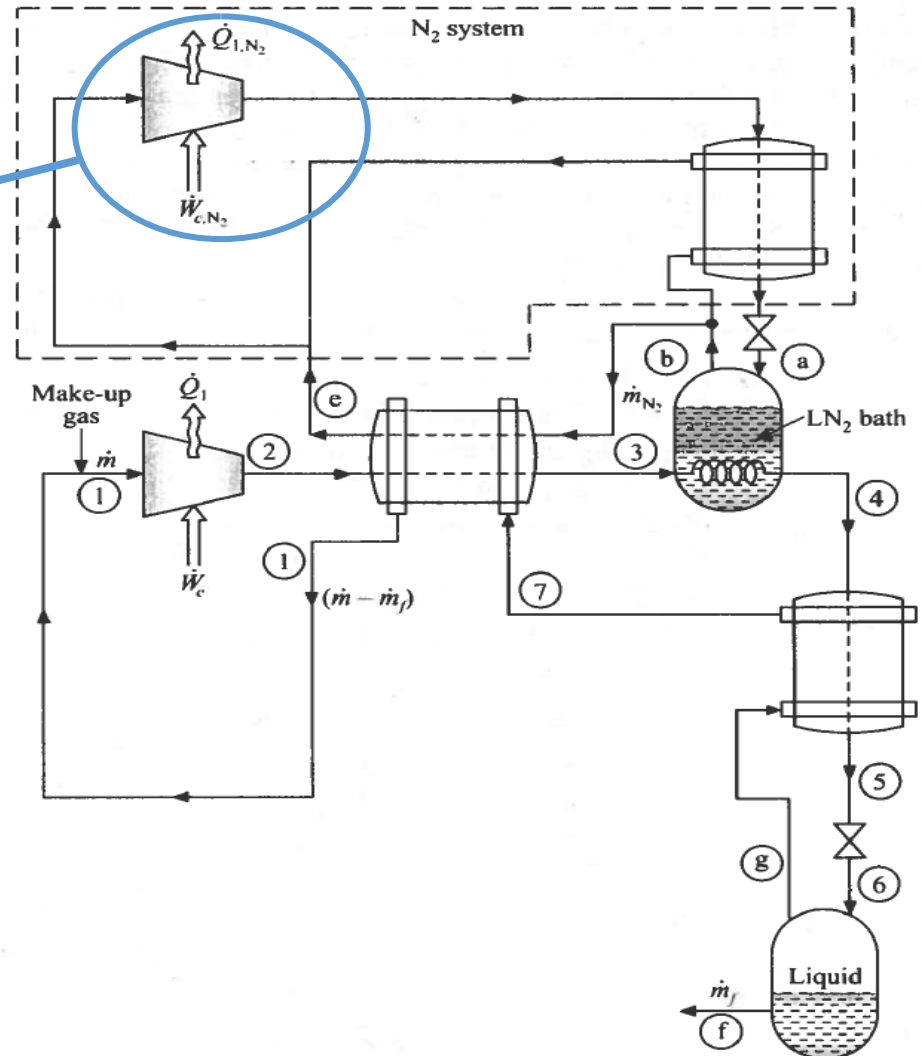 N₂ system
Q̇₁,N₂
Ẇc,N₂
b
a
Make-up
gas
Q̇₁
e
ṁN₂
LN₂ bath
ṁ
2
3
1
4
Ẇc
1
7
(ṁ − ṁf)
5
g
6
Liquid
ṁf
f